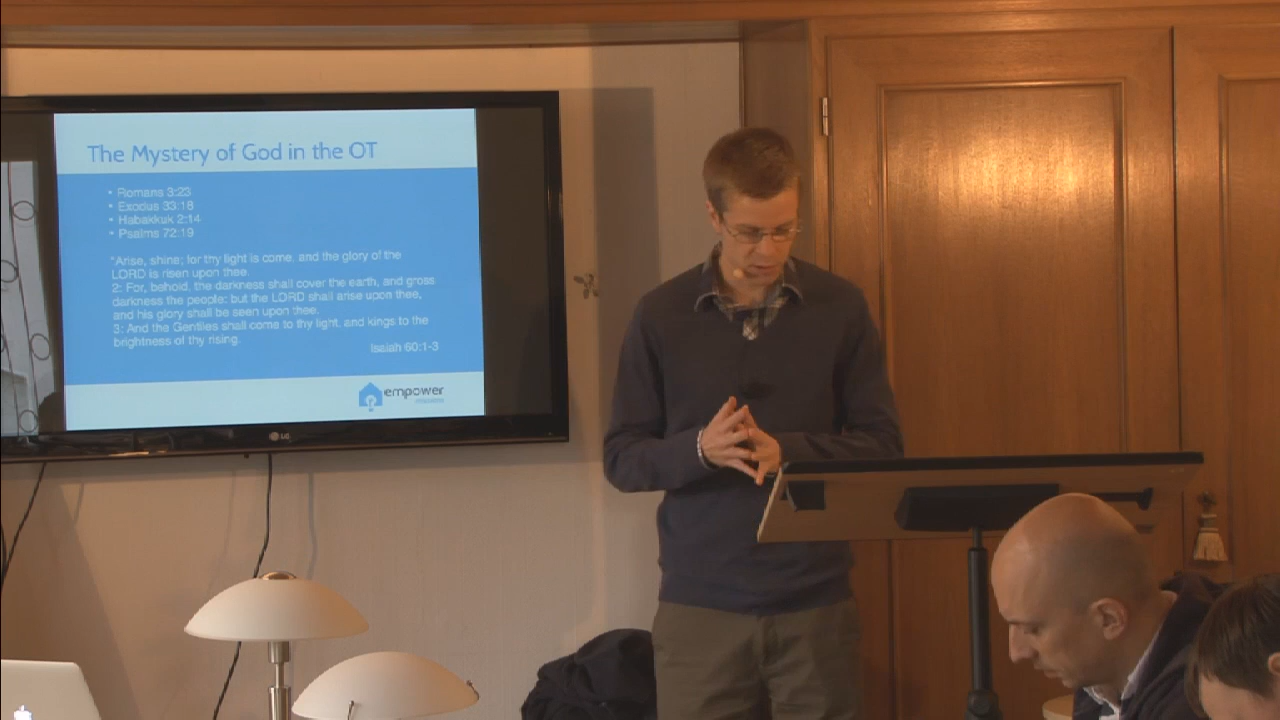 The Mystery of God in the OT
• Romans 3:23
• Exodus 33:18
• Habakkuk 2:14
• Psalms 72:19
"Arise, shine; for thy light is come, and the glory of the
LORD is risen upon thee.
2: For, behold, the darkness shall cover the earth, and gross
darkness the people: but the LORD shall arise upon thee,
and his glory shall be seen upon thee.
3: And the Gentiles shall come to thy light, and kings to the
brightness of thy rising.
Isaiah 60:1-3
empower
LG